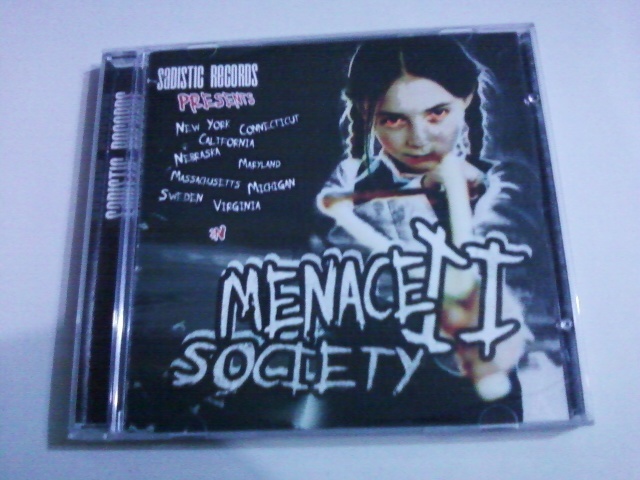 SADISTIC RECORDS
SADISTIC RECORDS
PRESENTS
NEW YORK CONNECTICUT
CALIFORNIA
NEBRASKA MARYLAND
MASSACHUSETTS MICHIGAN
SWEDEN VIRGINIA
IN
MENACE II
SOCIETY